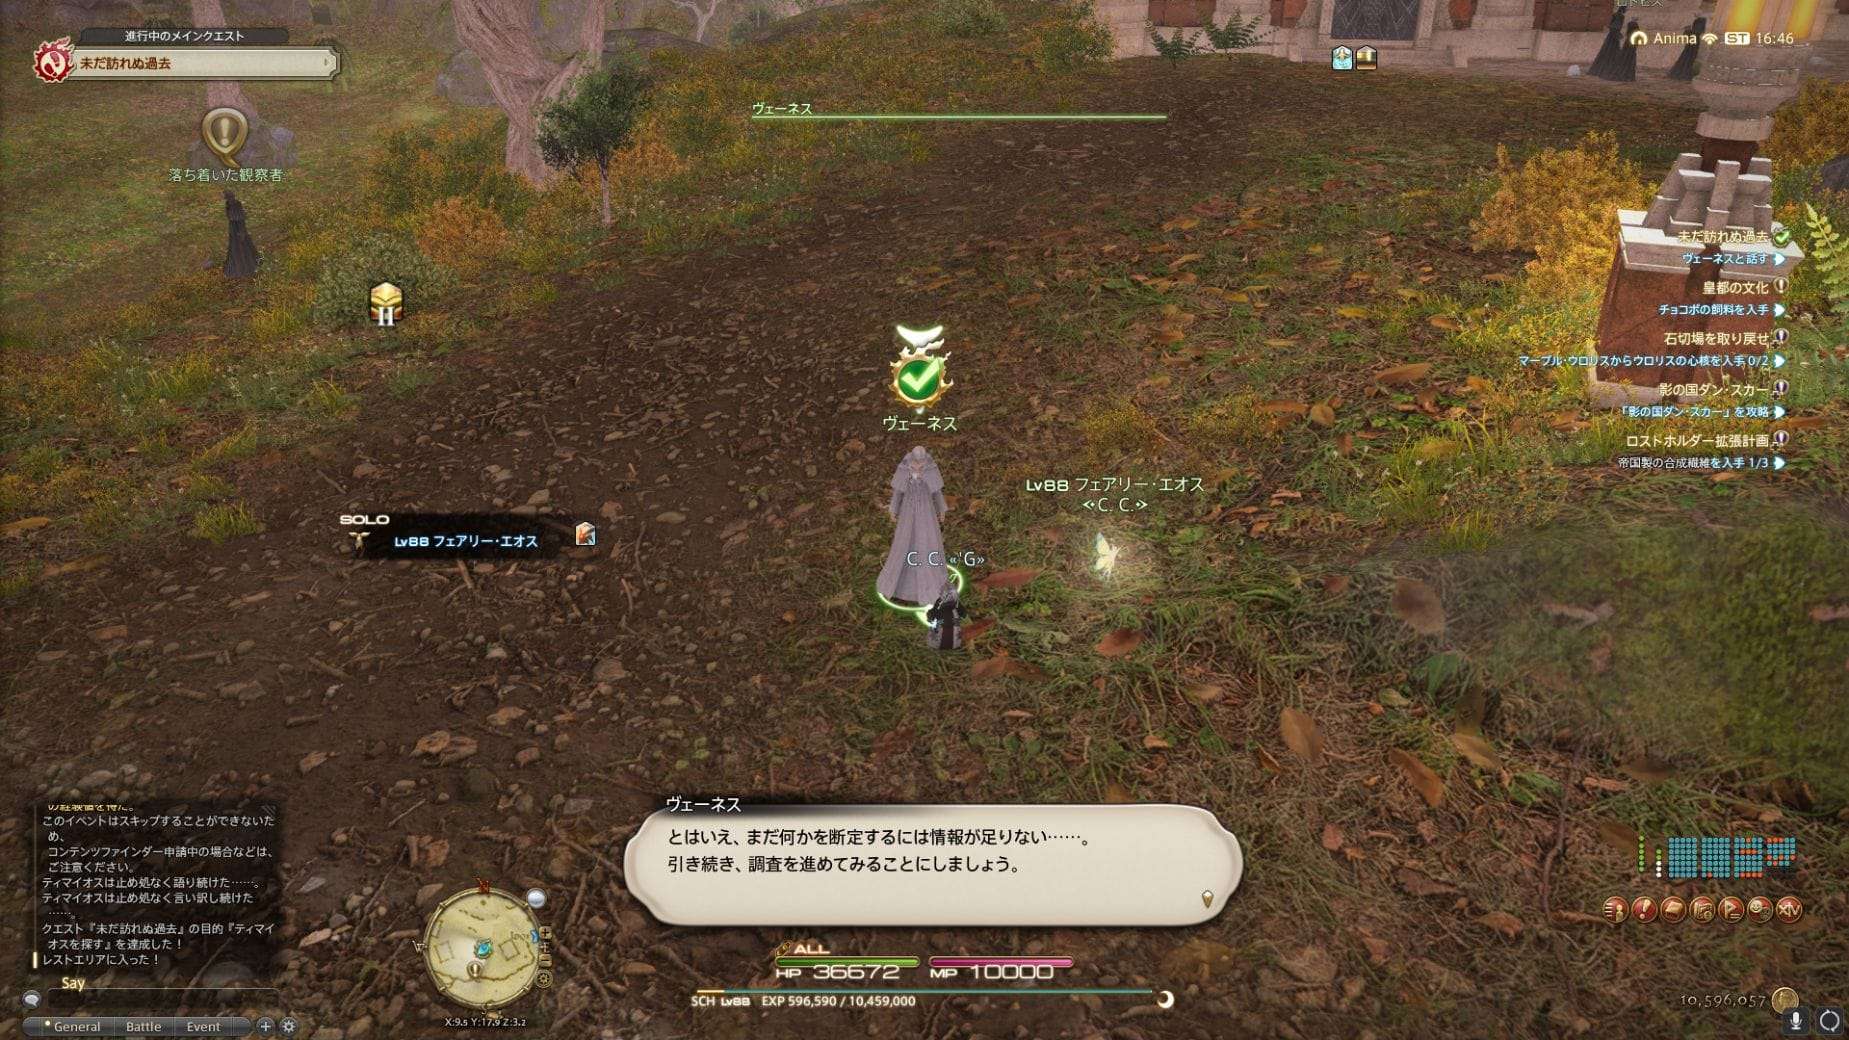 進行中のメインクエスト
未だ訪れぬ過去
Anima
ST 16:46
ヴェーネス
落ち着いた観察者
II
未だ訪れぬ過去
ヴェーネスと話す
皇都の文化
チョコボの飼料を入手
石切場を取り戻せ
マーブル・ウロリスからウロリスの心核を入手 0/2
影の国ダン・スカー
「影の国ダン・スカー」を攻略
ロストホルダー拡張計画
帝国製の合成繊維を入手 1/3
ヴェーネス
Lv88 フェアリー・エオス
«C. C.»
SOLO
Lv88 フェアリー・エオス
C. C. «'G»
ヴェーネス
とはいえ、まだ何かを断定するには情報が足りない……。
引き続き、調査を進めてみることにしましょう。
の経験値を得た。
このイベントはスキップすることができないた
め、
コンテンツファインダー申請中の場合などは、
ご注意ください。
ティマイオスは止め処なく語り続けた……。
ティマイオスは止め処なく言い訳し続けた
……。
クエスト『未だ訪れぬ過去』の目的『ティマイ
オスを探す』を達成した！
レストエリアに入った！
Say
General Battle Event
N
X:9.5 Y:17.9 Z:3.2
ALL
HP 36672 MP 10000
SCH Lv88 EXP 596,590 / 10,459,000
XIV
10,596,057